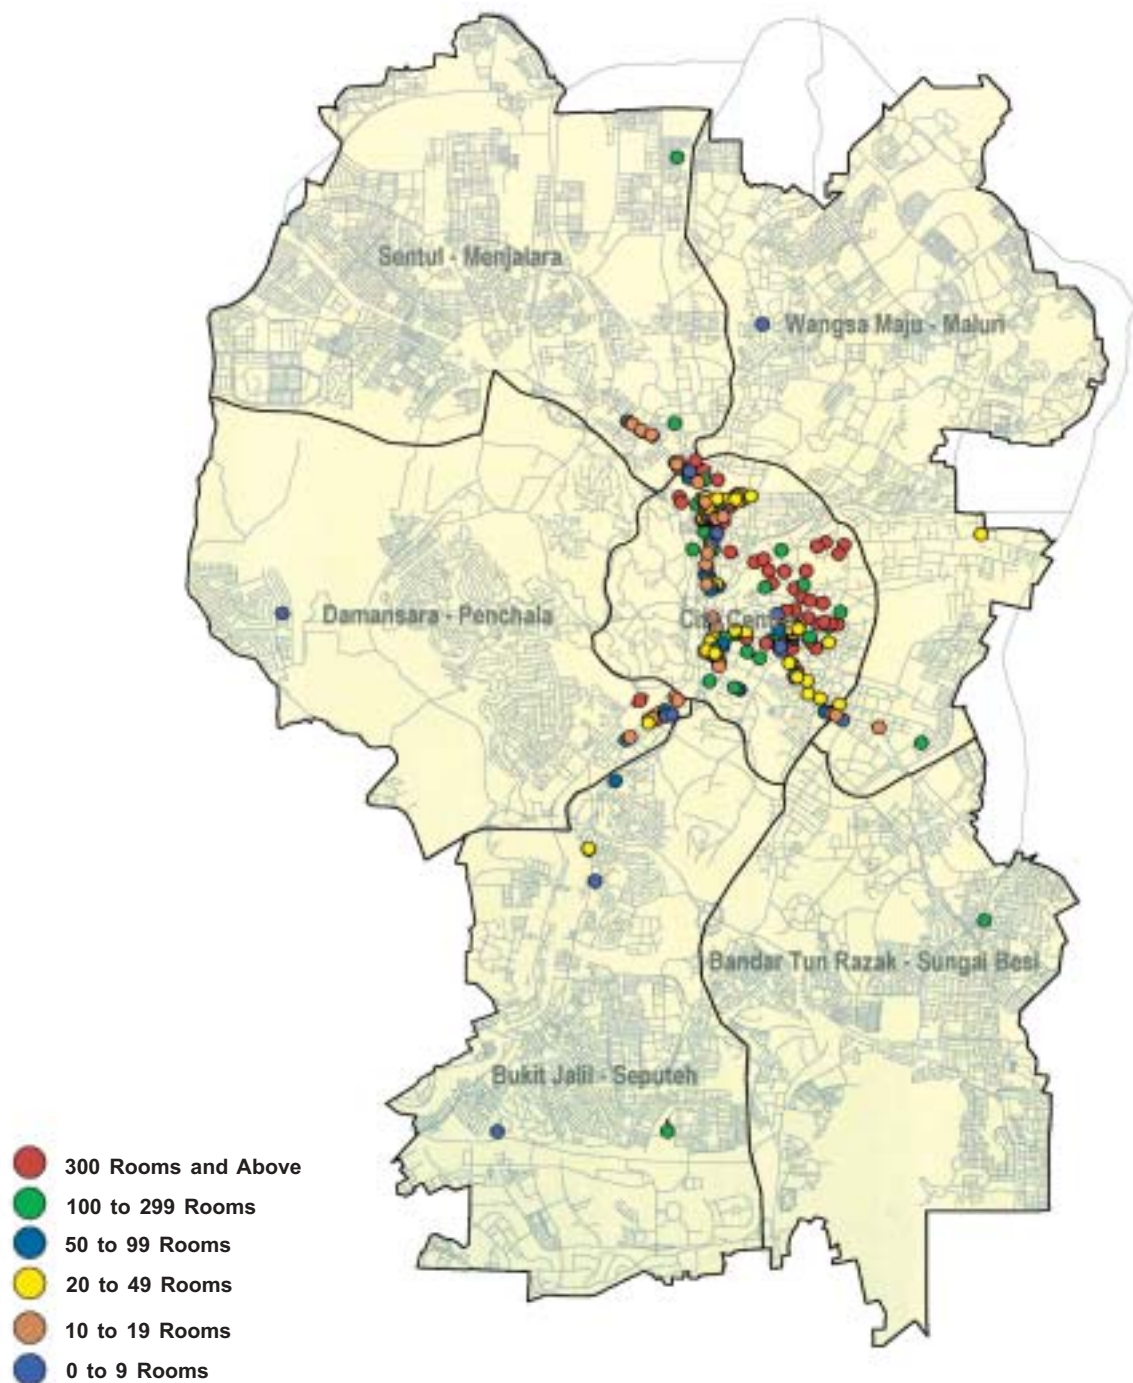 Sentul - Menjalara
Wangsa Maju - Maluri
Damansara - Penchala
City Centre
Bandar Tun Razak - Sungai Besi
Bukit Jalil - Seputeh
300 Rooms and Above
100 to 299 Rooms
50 to 99 Rooms
20 to 49 Rooms
10 to 19 Rooms
0 to 9 Rooms